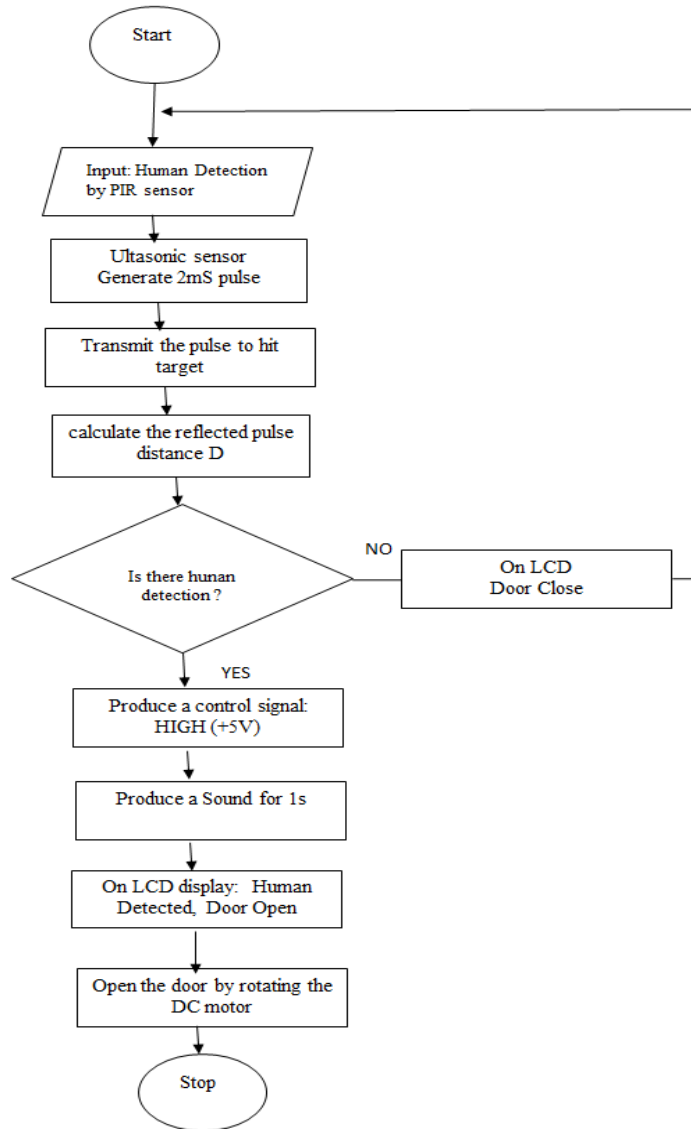 Start
Input: Human Detection
by PIR sensor
Ultasonic sensor
Generate 2mS pulse
Transmit the pulse to hit
target
calculate the reflected pulse
distance D
Is there hunan
detection ?
NO
On LCD
Door Close
YES
Produce a control signal:
HIGH (+5V)
Produce a Sound for 1s
On LCD display: Human
Detected, Door Open
Open the door by rotating the
DC motor
Stop